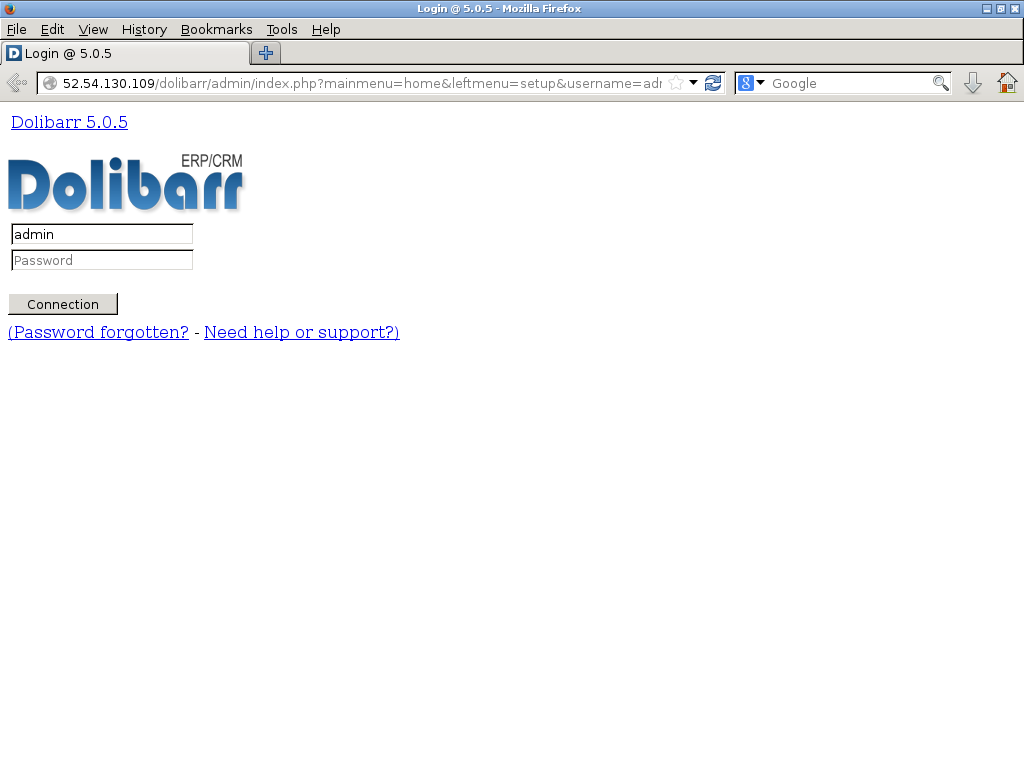 Login @ 5.0.5 - Mozilla Firefox
File Edit View History Bookmarks Tools Help
Login @ 5.0.5
52.54.130.109/dolibarr/admin/index.php?mainmenu=home&leftmenu=setup&username=adr
Google
Dolibarr 5.0.5
ERP/CRM
Dolibarr
admin
Password
Connection
(Password forgotten? - Need help or support?)